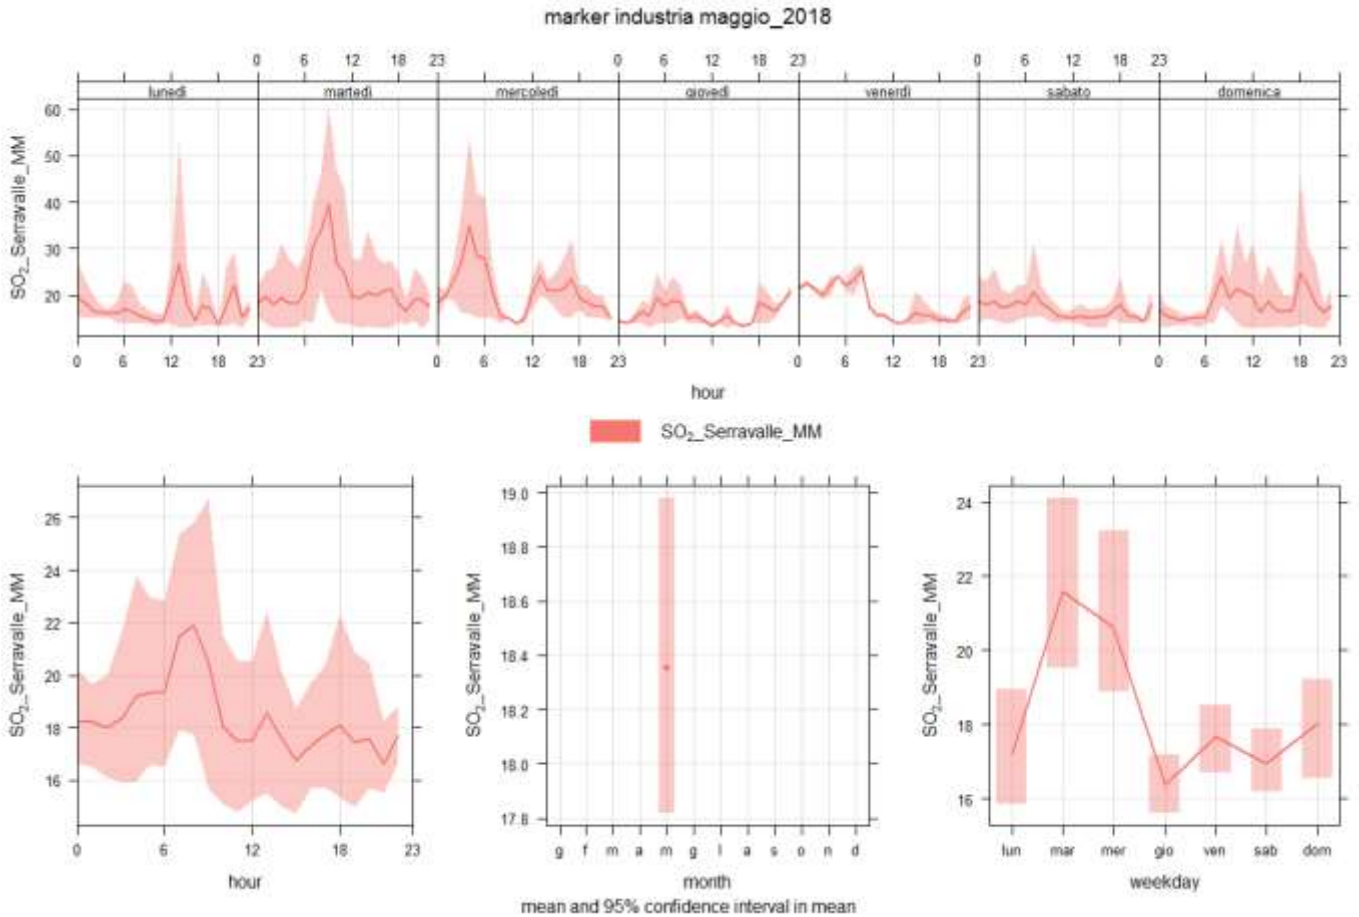 marker industria maggio_2018
0 6 12 18 23 0 6 12 18 23 0 6 12 18 23
lunedì martedì mercoledì giovedì venerdì sabato domenica
SO₂_Serravalle_MM
60
50
40
30
20
0 6 12 18 23 0 6 12 18 23 0 6 12 18 23 0 6 12 18 23
hour
SO₂_Serravalle_MM
SO₂_Serravalle_MM
26
24
22
20
18
16
0 6 12 18 23
hour
SO₂_Serravalle_MM
19.0
18.8
18.6
18.4
18.2
18.0
17.8
g f m a m g l a s o n d
month
SO₂_Serravalle_MM
24
22
20
18
16
lun mar mer gio ven sab dom
weekday
mean and 95% confidence interval in mean